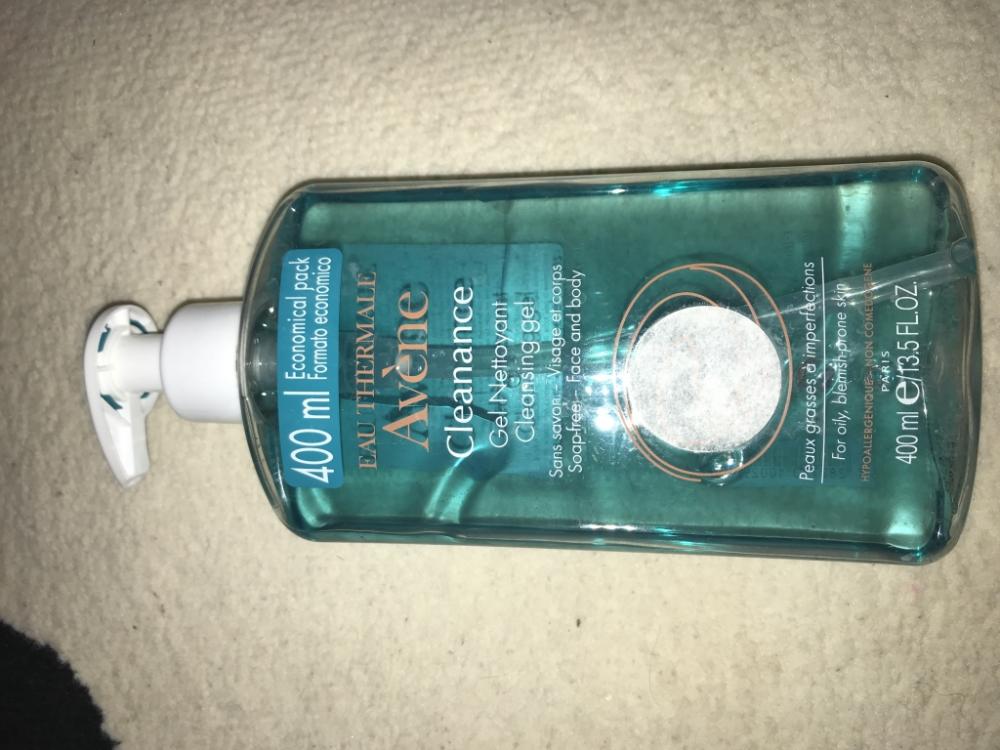 400 ml
Economical pack
Formato económico
EAU THERMALE
Avène
Cleanance
Gel Nettoyant
Cleansing gel
Sans savon - Visage et corps
Soap-free - Face and body
Peaux grasses à imperfections
For oily, blemish-prone skin
HYPOALLERGÉNIQUE - NON COMÉDOGÈNE
PARIS
400 ml e/13.5 FL.OZ.